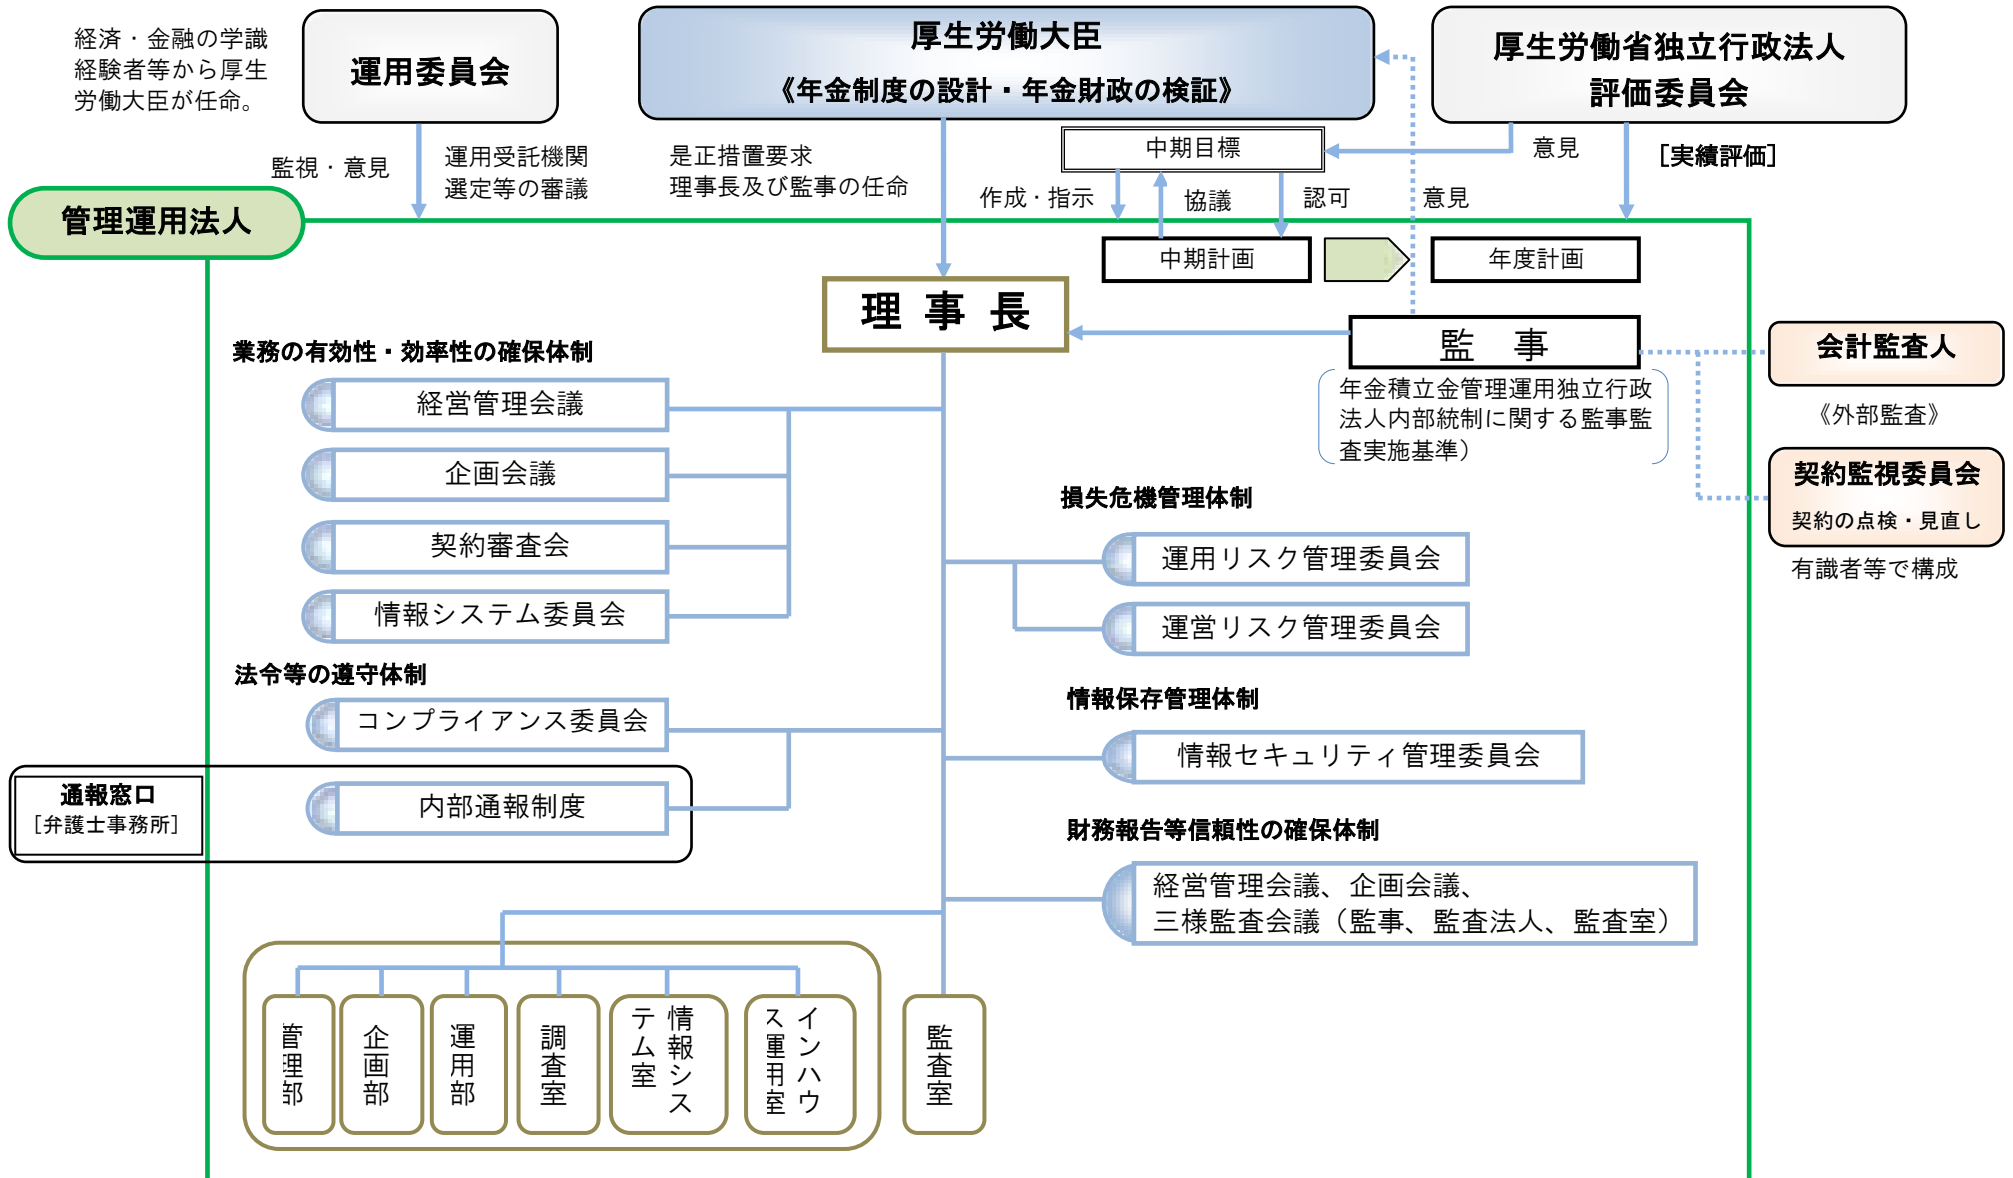 経済・金融の学識
経験者等から厚生
労働大臣が任命。
運用委員会
厚生労働大臣
《年金制度の設計・年金財政の検証》
厚生労働省独立行政法人
評価委員会
監視・意見
運用受託機関
選定等の審議
是正措置要求
理事長及び監事の任命
中期目標
意見
［実績評価］
作成・指示
協議
認可
意見
管理運用法人
中期計画
年度計画
理事長
監事
年金積立金管理運用独立行政
法人内部統制に関する監事監
査実施基準）
会計監査人
《外部監査》
契約監視委員会
契約の点検・見直し
有識者等で構成
業務の有効性・効率性の確保体制
経営管理会議
企画会議
契約審査会
情報システム委員会
法令等の遵守体制
コンプライアンス委員会
通報窓口
［弁護士事務所］
内部通報制度
損失危機管理体制
運用リスク管理委員会
運営リスク管理委員会
情報保存管理体制
情報セキュリティ管理委員会
財務報告等信頼性の確保体制
経営管理会議、企画会議、
三様監査会議（監事、監査法人、監査室）
管理部
企画部
運用部
調査室
情報シス
テム室
インハウ
ス運用室
監査室